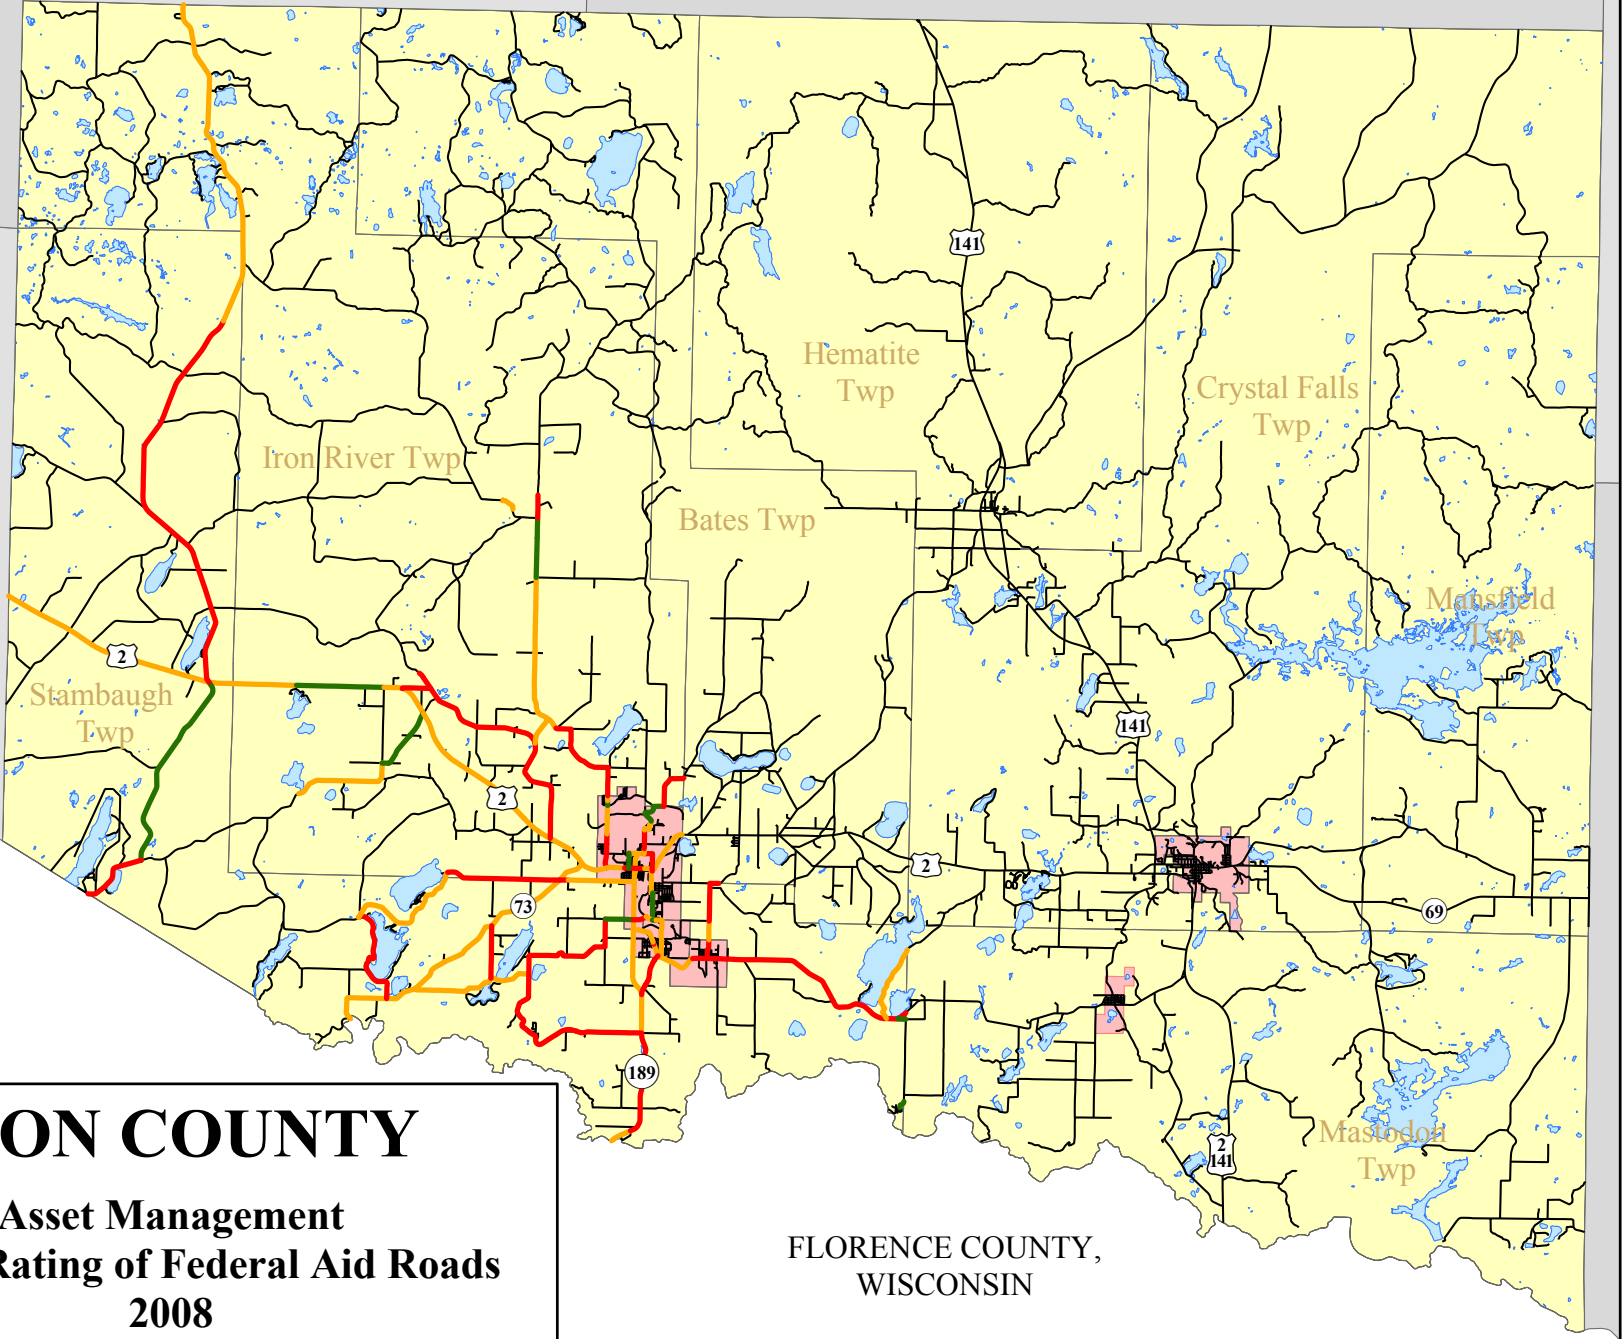 141
Hematite
Twp
Crystal Falls
Twp
Iron River Twp
Bates Twp
Mansfield
Twp
2
Stambaugh
Twp
141
2
2
73
69
189
Mastodon
Twp
2
141
ON COUNTY
Asset Management
Rating of Federal Aid Roads
2008
FLORENCE COUNTY,
WISCONSIN